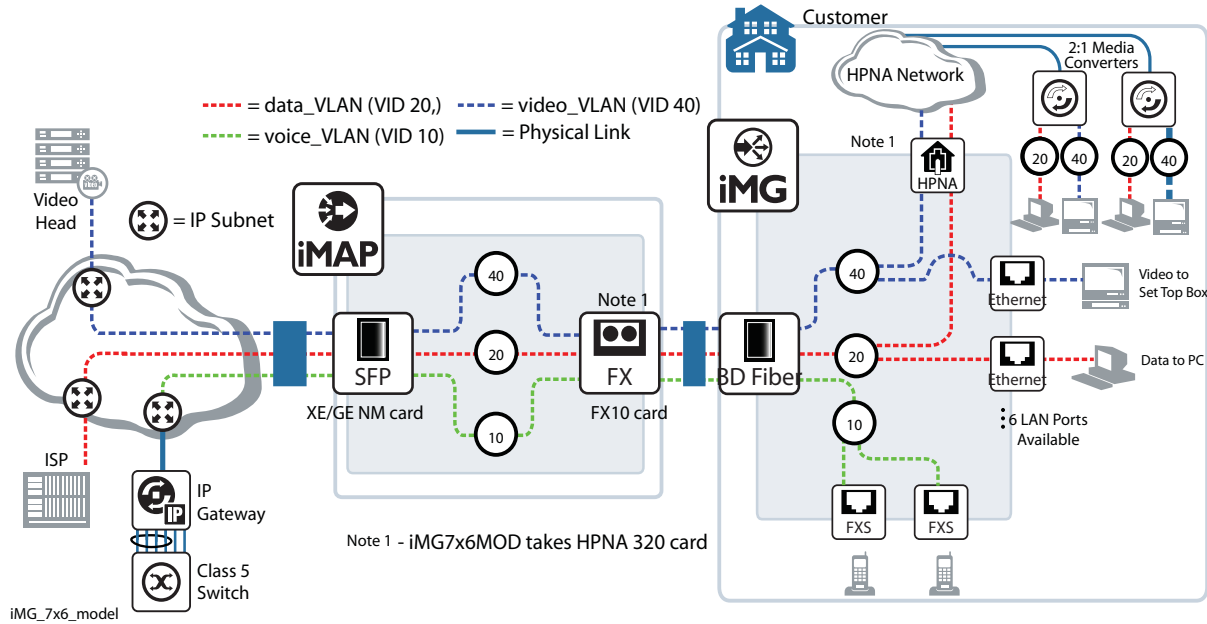 Customer
2:1 Media
Converters
HPNA Network
= data_VLAN (VID 20,)
= video_VLAN (VID 40)
= voice_VLAN (VID 10)
= Physical Link
Video
Head
= IP Subnet
iMAP
iMG
Note 1
HPNA
20
40
20
40
40
20
10
Note 1
SFP
XE/GE NM card
FX
FX10 card
BD Fiber
40
20
10
Ethernet
Video to
Set Top Box
Ethernet
Data to PC
6 LAN Ports
Available
FXS
FXS
ISP
IP
IP
Gateway
Class 5
Switch
Note 1 - iMG7x6MOD takes HPNA 320 card
iMG_7x6_model